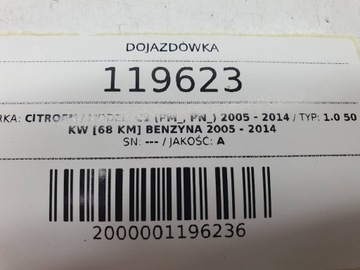 DOJAZDÓWKA
119623
RKA: CITROEN / MODEL: C1 (PM_, PN_) 2005 - 2014 / TYP: 1.0 50
KW [68 KM] BENZYNA 2005 - 2014
SN: --- / JAKOŚĆ: A
2000001196236